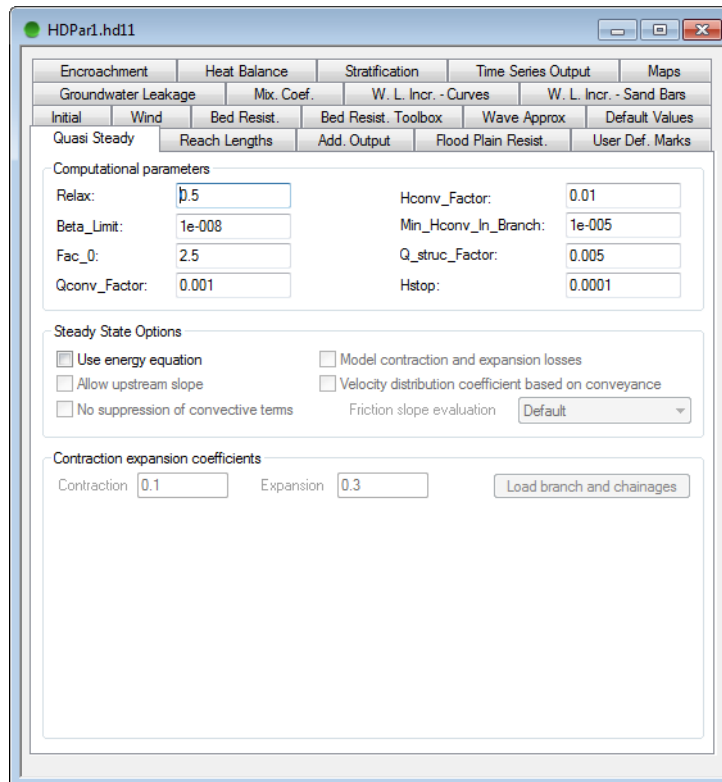 HDPar1.hd11
Encroachment Heat Balance Stratification Time Series Output Maps
Groundwater Leakage Mix. Coef. W. L. Incr. - Curves W. L. Incr. - Sand Bars
Initial Wind Bed Resist. Bed Resist. Toolbox Wave Approx Default Values
Quasi Steady Reach Lengths Add. Output Flood Plain Resist. User Def. Marks
Computational parameters
Relax: 0.5 Hconv_Factor: 0.01
Beta_Limit: 1e-008 Min_Hconv_In_Branch: 1e-005
Fac_0: 2.5 Q_struc_Factor: 0.005
Qconv_Factor: 0.001 Hstop: 0.0001
Steady State Options
Use energy equation Model contraction and expansion losses
Allow upstream slope Velocity distribution coefficient based on conveyance
No suppression of convective terms Friction slope evaluation Default
Contraction expansion coefficients
Contraction 0.1 Expansion 0.3 Load branch and chainages